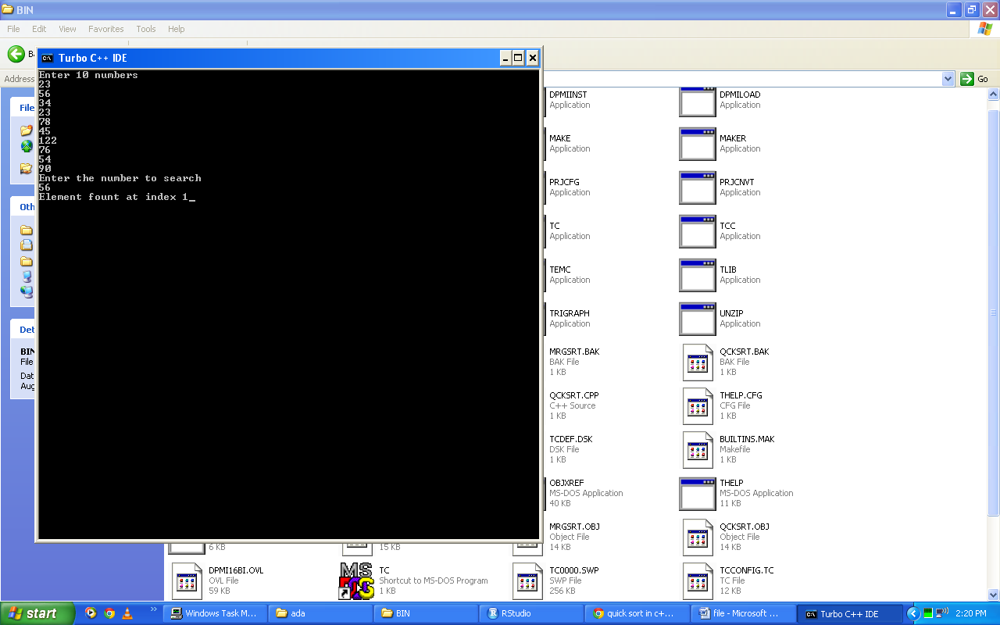 BIN
File Edit View Favorites Tools Help
Turbo C++ IDE
Address
Go
Enter 10 numbers
23
56
34
23
78
45
122
76
54
90
Enter the number to search
56
Element fount at index 1_
File
Oth
Det
BIN
File
Dat
Aug
DPMIINST
Application
DPMILOAD
Application
MAKE
Application
MAKER
Application
PRJCFG
Application
PRJCNVT
Application
TC
Application
TCC
Application
TEMC
Application
TLIB
Application
TRIGRAPH
Application
UNZIP
Application
MRGSRT.BAK
BAK File
1 KB
QCKSRT.BAK
BAK File
1 KB
QCKSRT.CPP
C++ Source
1 KB
THELP.CFG
CFG File
1 KB
TCDEF.DSK
DSK File
1 KB
BUILTINS.MAK
Makefile
1 KB
OBJXREF
MS-DOS Application
40 KB
THELP
MS-DOS Application
11 KB
6 KB
15 KB
MRGSRT.OBJ
Object File
14 KB
QCKSRT.OBJ
Object File
14 KB
DPMI16BI.OVL
OVL File
59 KB
MS
TC
Shortcut to MS-DOS Program
1 KB
TC0000.SWP
SWP File
256 KB
TCCONFIG.TC
TC File
12 KB
start
Windows Task M...
ada
BIN
RStudio
quick sort in c+...
file - Microsoft ...
Turbo C++ IDE
2:20 PM